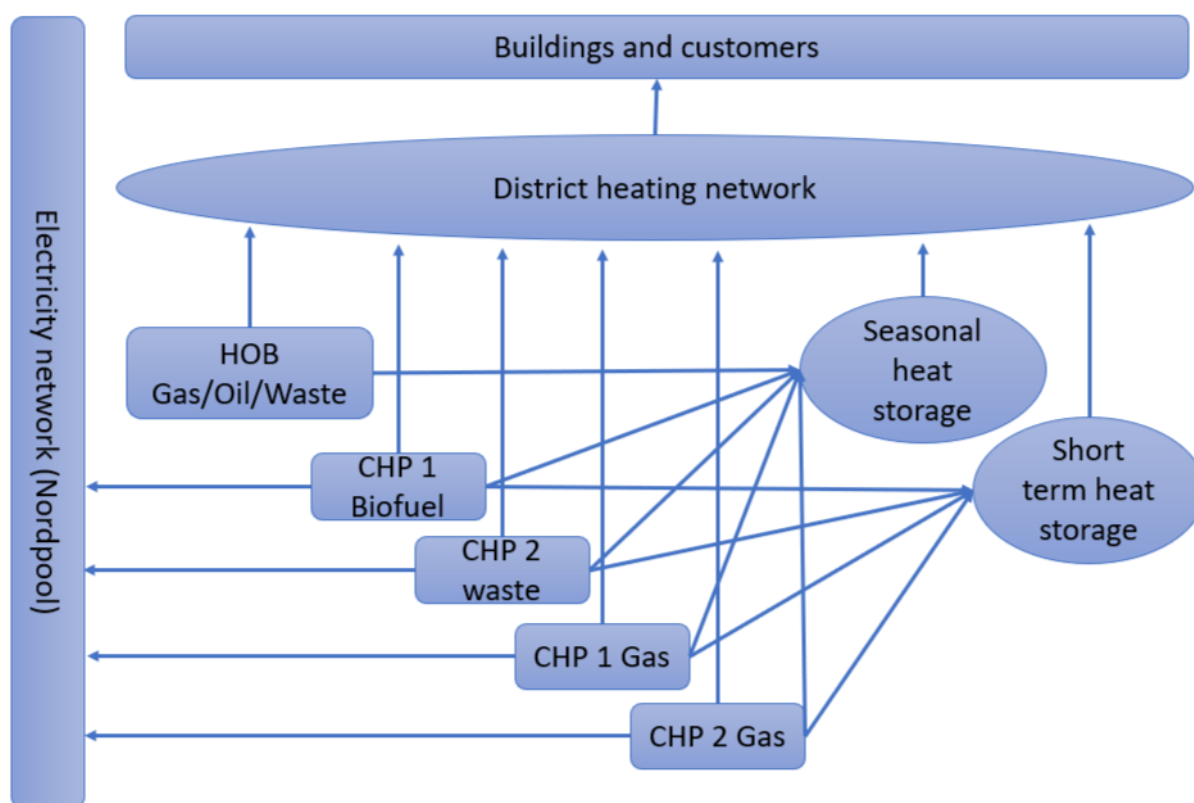 Buildings and customers
District heating network
Electricity network (Nordpool)
HOB
Gas/Oil/Waste
Seasonal
heat
storage
CHP 1
Biofuel
Short
term heat
storage
CHP 2
waste
CHP 1 Gas
CHP 2 Gas